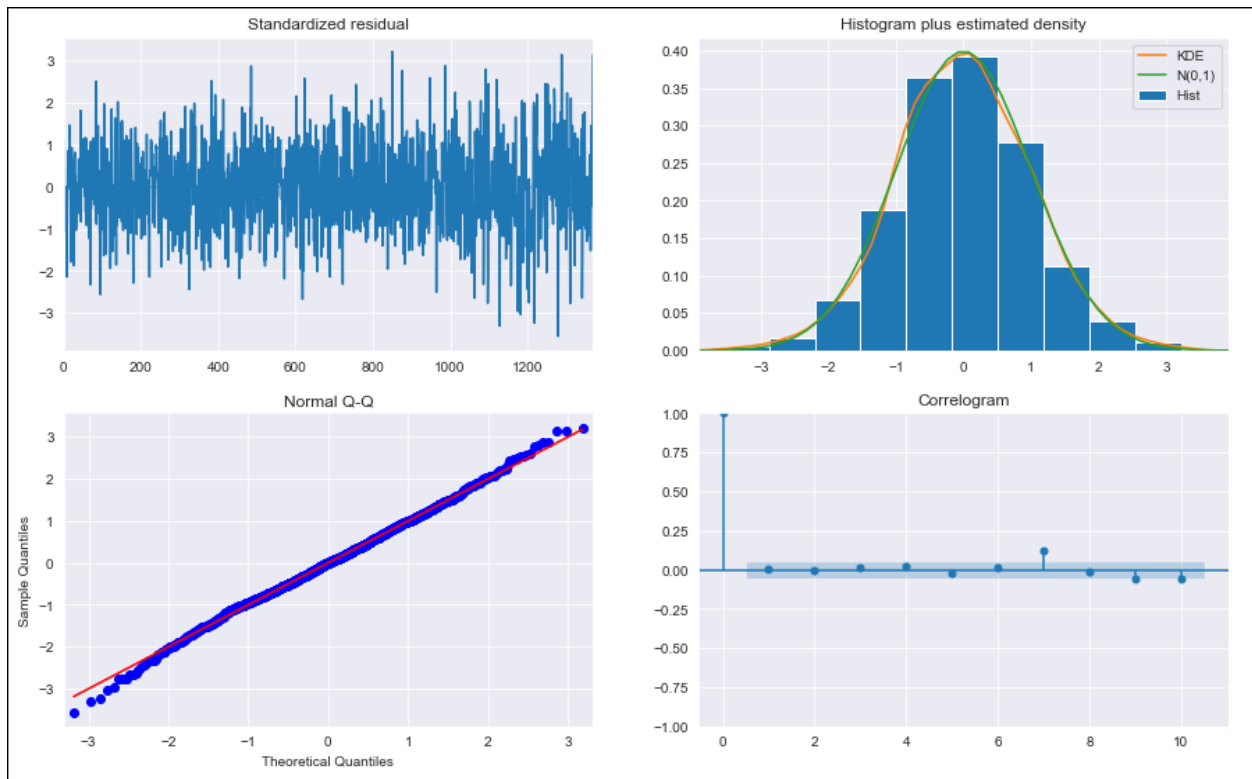 Standardized residual
3
2
1
0
−1
−2
−3
0 200 400 600 800 1000 1200
Histogram plus estimated density
0.40
0.35
0.30
0.25
0.20
0.15
0.10
0.05
0.00
−3 −2 −1 0 1 2 3
KDE
N(0,1)
Hist
Normal Q-Q
Sample Quantiles
3
2
1
0
−1
−2
−3
−3 −2 −1 0 1 2 3
Theoretical Quantiles
Correlogram
1.00
0.75
0.50
0.25
0.00
−0.25
−0.50
−0.75
−1.00
0 2 4 6 8 10